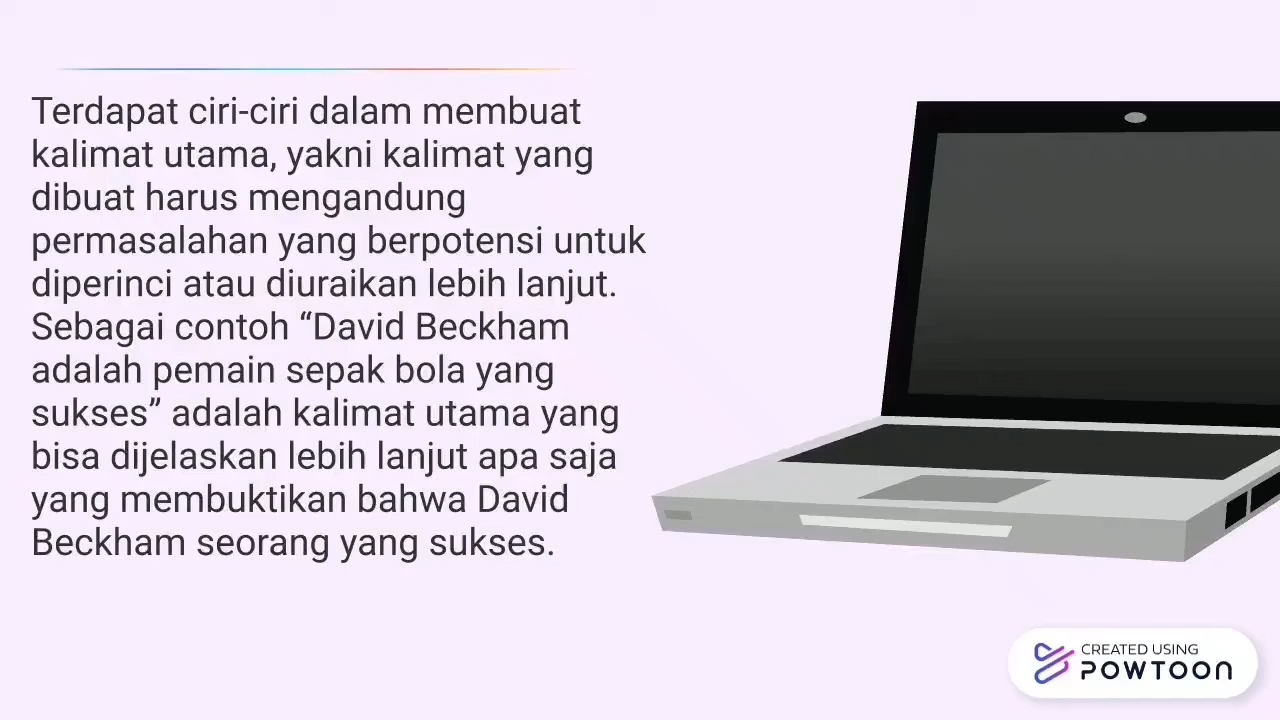 Terdapat ciri-ciri dalam membuat
kalimat utama, yakni kalimat yang
dibuat harus mengandung
permasalahan yang berpotensi untuk
diperinci atau diuraikan lebih lanjut.
Sebagai contoh “David Beckham
adalah pemain sepak bola yang
sukses” adalah kalimat utama yang
bisa dijelaskan lebih lanjut apa saja
yang membuktikan bahwa David
Beckham seorang yang sukses.
CREATED USING
POWTOON